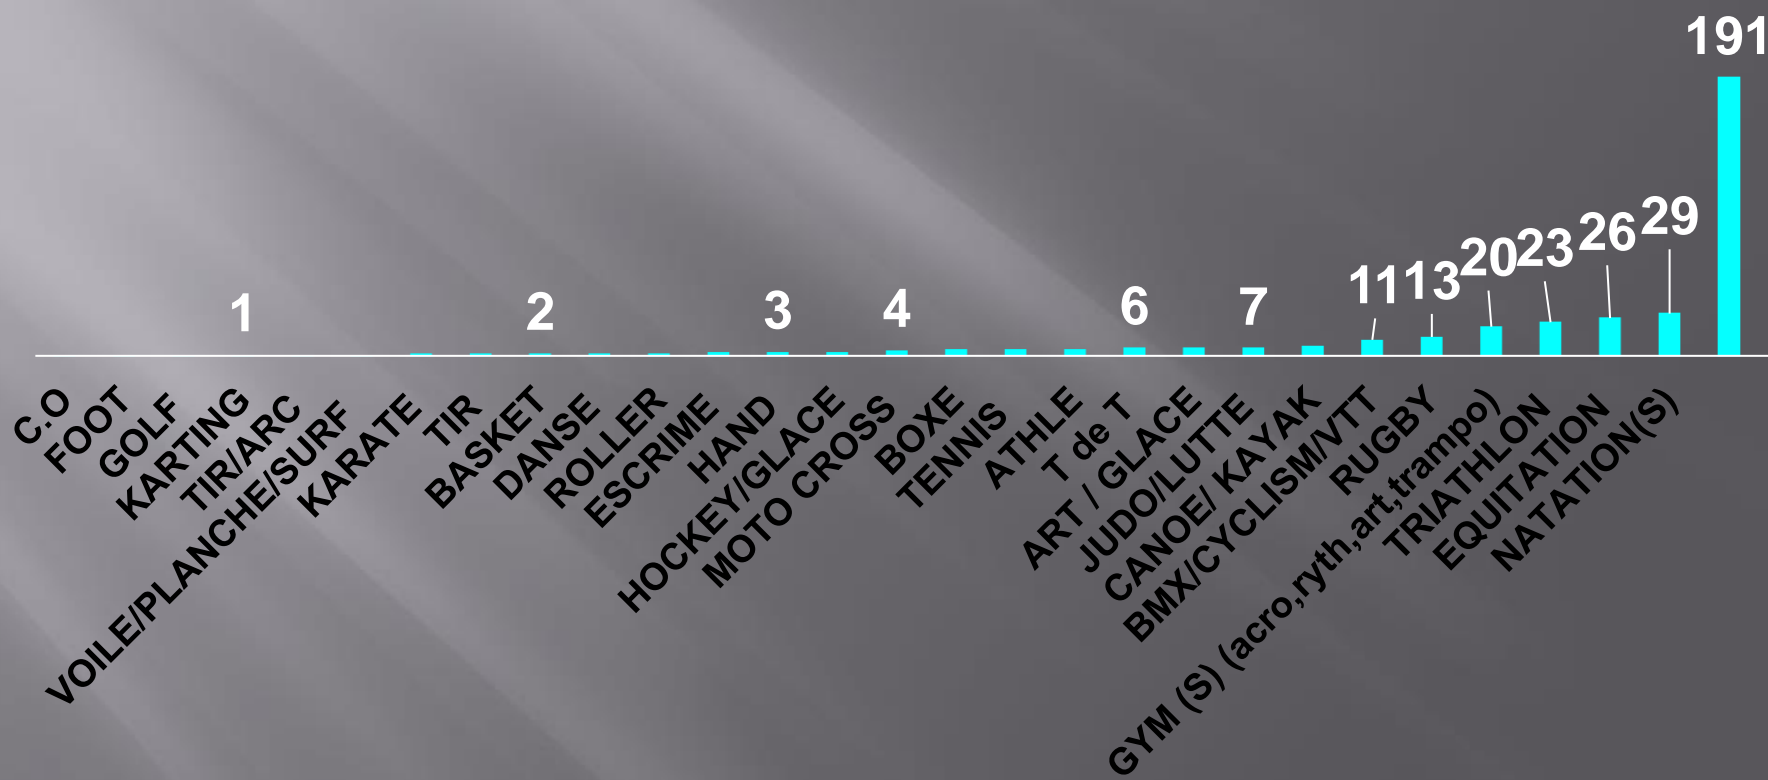 191
29
26
23
20
13
11
7
6
4
3
2
1
C.O
FOOT
GOLF
KARTING
TIR/ARC
VOILE/PLANCHE/SURF
KARATE
TIR
BASKET
DANSE
ROLLER
ESCRIME
HAND
HOCKEY/GLACE
MOTO CROSS
BOXE
TENNIS
ATHLE
T de T
ART / GLACE
JUDO/LUTTE
CANOE/ KAYAK
BMX/CYCLISM/VTT
RUGBY
GYM (S) (acro,ryth,art,trampo)
TRIATHLON
EQUITATION
NATATION(S)